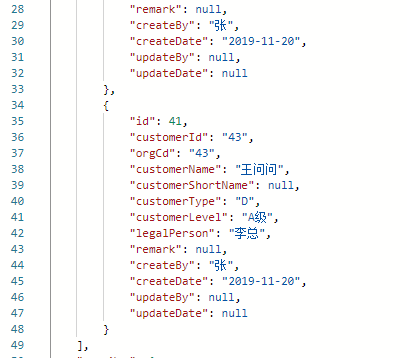 28 "remark": null,
29 "createBy": "张",
30 "createDate": "2019-11-20",
31 "updateBy": null,
32 "updateDate": null
33 },
34 {
35 "id": 41,
36 "customerId": "43",
37 "orgCd": "43",
38 "customerName": "王问问",
39 "customerShortName": null,
40 "customerType": "D",
41 "customerLevel": "A级",
42 "legalPerson": "李总",
43 "remark": null,
44 "createBy": "张",
45 "createDate": "2019-11-20",
46 "updateBy": null,
47 "updateDate": null
48 }
49 ],